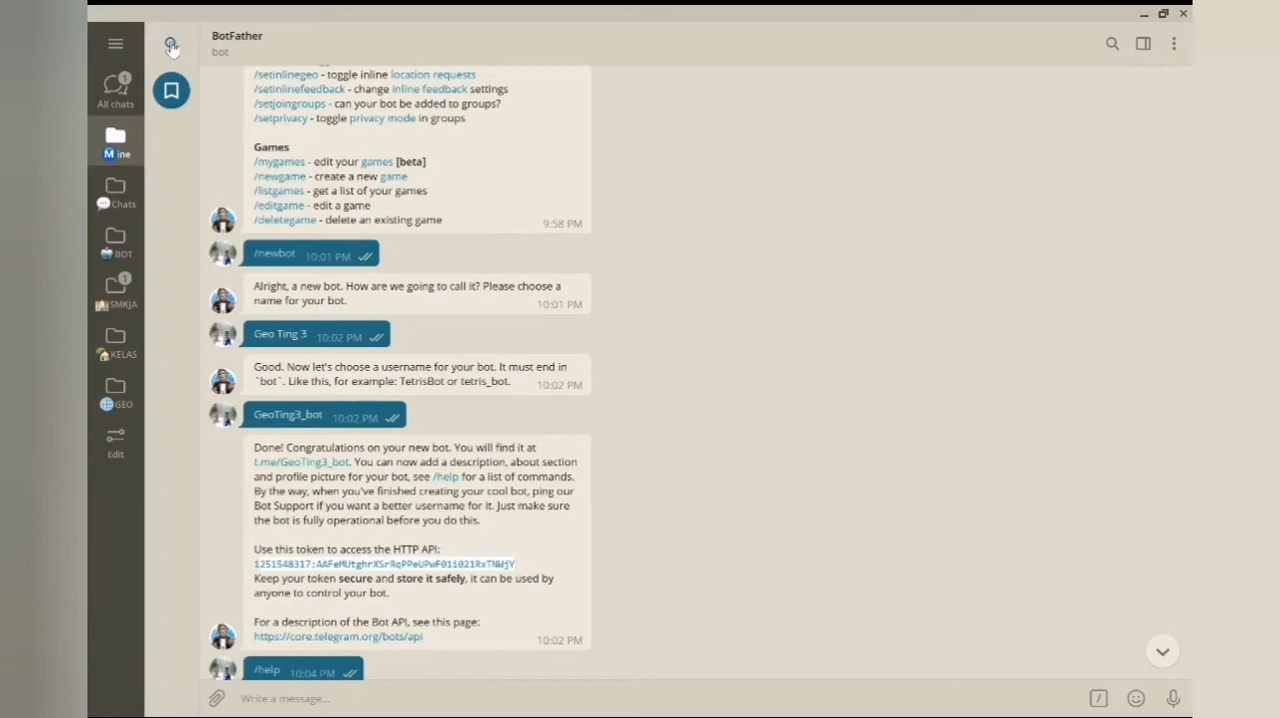 BotFather
bot
/setinlinegeo - toggle inline location requests
/setinlinefeedback - change inline feedback settings
/setjoingroups - can your bot be added to groups?
/setprivacy - toggle privacy mode in groups
Games
/mygames - edit your games [beta]
/newgame - create a new game
/listgames - get a list of your games
/editgame - edit a game
/deletegame - delete an existing game
9:58 PM
/newbot 10:01 PM
Alright, a new bot. How are we going to call it? Please choose a
name for your bot.
10:01 PM
Geo Ting 3 10:02 PM
Good. Now let's choose a username for your bot. It must end in
`bot`. Like this, for example: TetrisBot or tetris_bot.
10:02 PM
GeoTing3_bot 10:02 PM
Done! Congratulations on your new bot. You will find it at
t.me/GeoTing3_bot. You can now add a description, about section
and profile picture for your bot, see /help for a list of commands.
By the way, when you've finished creating your cool bot, ping our
Bot Support if you want a better username for it. Just make sure
the bot is fully operational before you do this.
Use this token to access the HTTP API:
Keep your token secure and store it safely, it can be used by
anyone to control your bot.
For a description of the Bot API, see this page:
https://core.telegram.org/bots/api
10:02 PM
/help 10:04 PM
Write a message...
1
All chats
Mine
Chats
BOT
1
SMKJA
KELAS
GEO
Edit